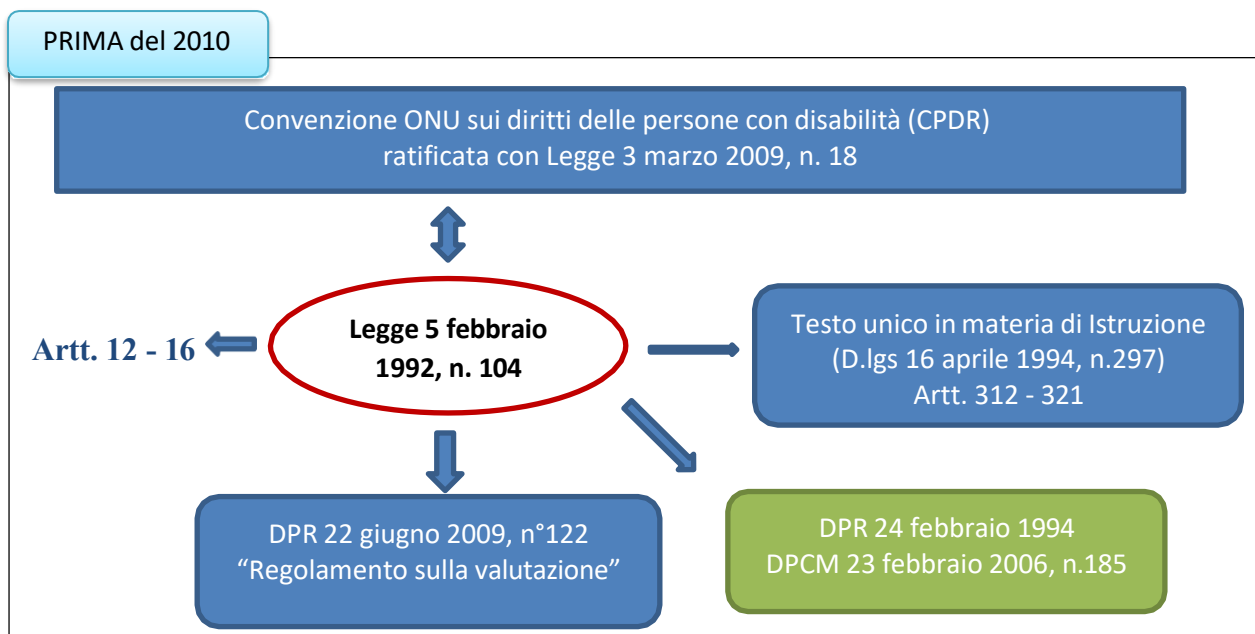 PRIMA del 2010
Convenzione ONU sui diritti delle persone con disabilità (CPDR)
ratificata con Legge 3 marzo 2009, n. 18
Artt. 12 - 16
Legge 5 febbraio
1992, n. 104
Testo unico in materia di Istruzione
(D.lgs 16 aprile 1994, n.297)
Artt. 312 - 321
DPR 22 giugno 2009, n°122
“Regolamento sulla valutazione”
DPR 24 febbraio 1994
DPCM 23 febbraio 2006, n.185